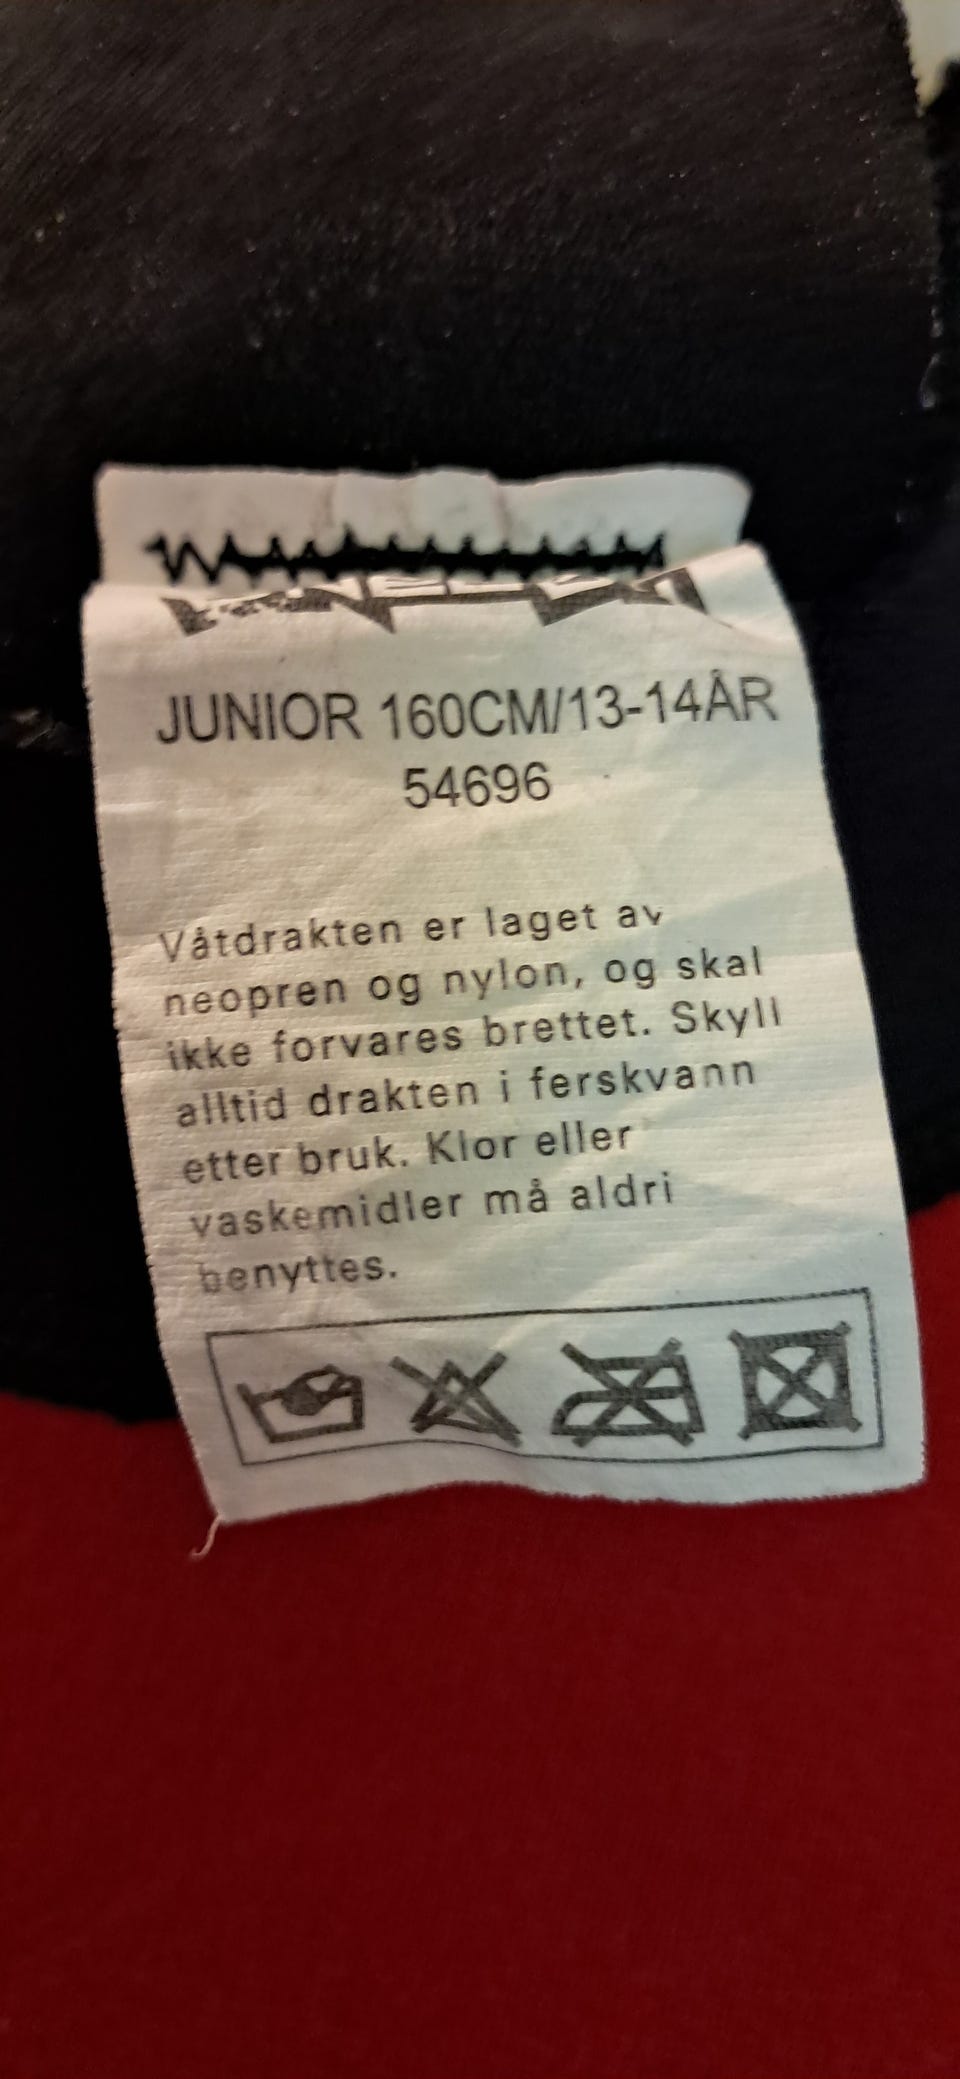 JUNIOR 160CM/13-14ÅR
54696
Våtdrakten er laget av
neopren og nylon, og skal
ikke forvares brettet. Skyll
alltid drakten i ferskvann
etter bruk. Klor eller
vaskemidler må aldri
benyttes.